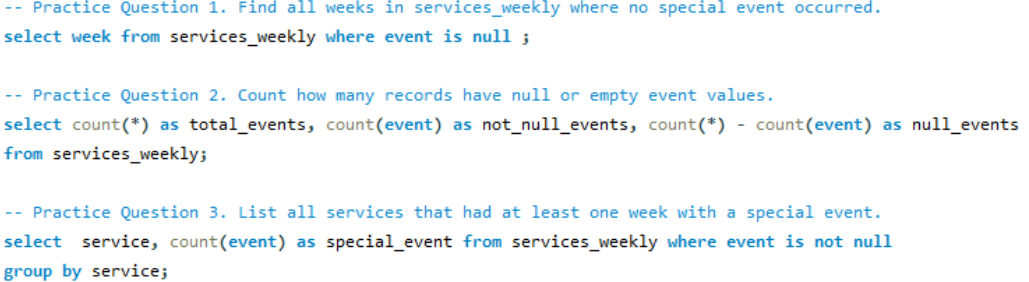 -- Practice Question 1. Find all weeks in services_weekly where no special event occurred.
select week from services_weekly where event is null ;
-- Practice Question 2. Count how many records have null or empty event values.
select count(*) as total_events, count(event) as not_null_events, count(*) - count(event) as null_events
from services_weekly;
-- Practice Question 3. List all services that had at least one week with a special event.
select  service, count(event) as special_event from services_weekly where event is not null
group by service;